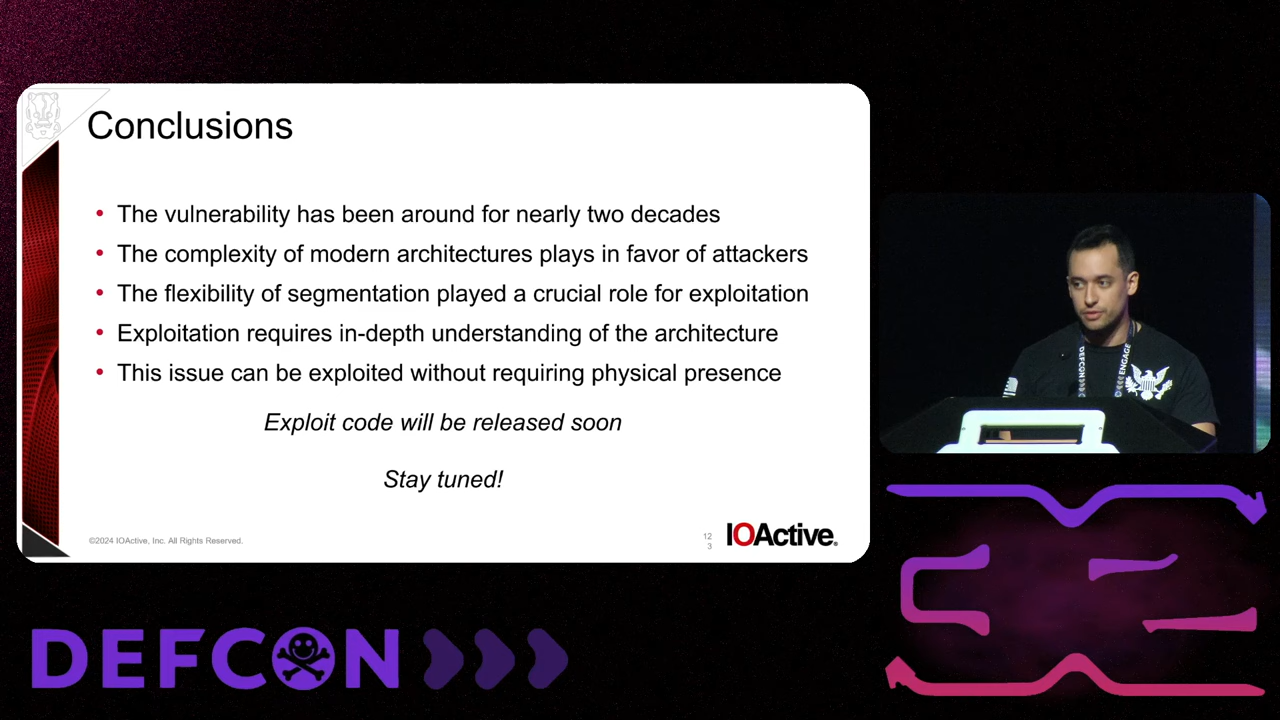 Conclusions
• The vulnerability has been around for nearly two decades
• The complexity of modern architectures plays in favor of attackers
• The flexibility of segmentation played a crucial role for exploitation
• Exploitation requires in-depth understanding of the architecture
• This issue can be exploited without requiring physical presence
Exploit code will be released soon
Stay tuned!
©2024 IOActive, Inc. All Rights Reserved.
12
3
IOActive.
DEFCON
ENGAGE
DEFCON